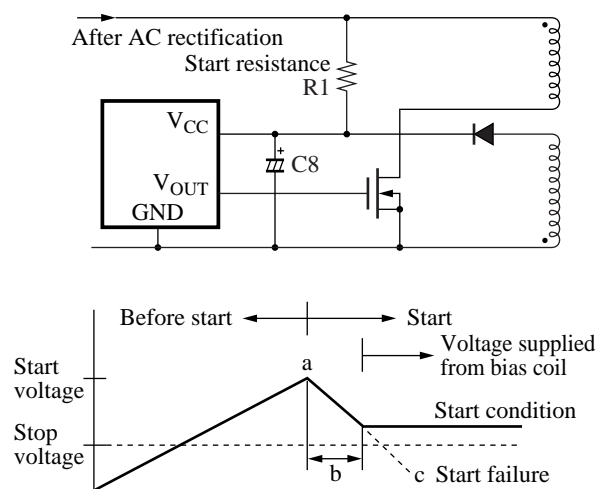 After AC rectification
Start resistance
R1
VCC
C8
VOUT
GND
Before start
Start
Voltage supplied
from bias coil
a
Start
voltage
Start condition
Stop
voltage
b
c Start failure